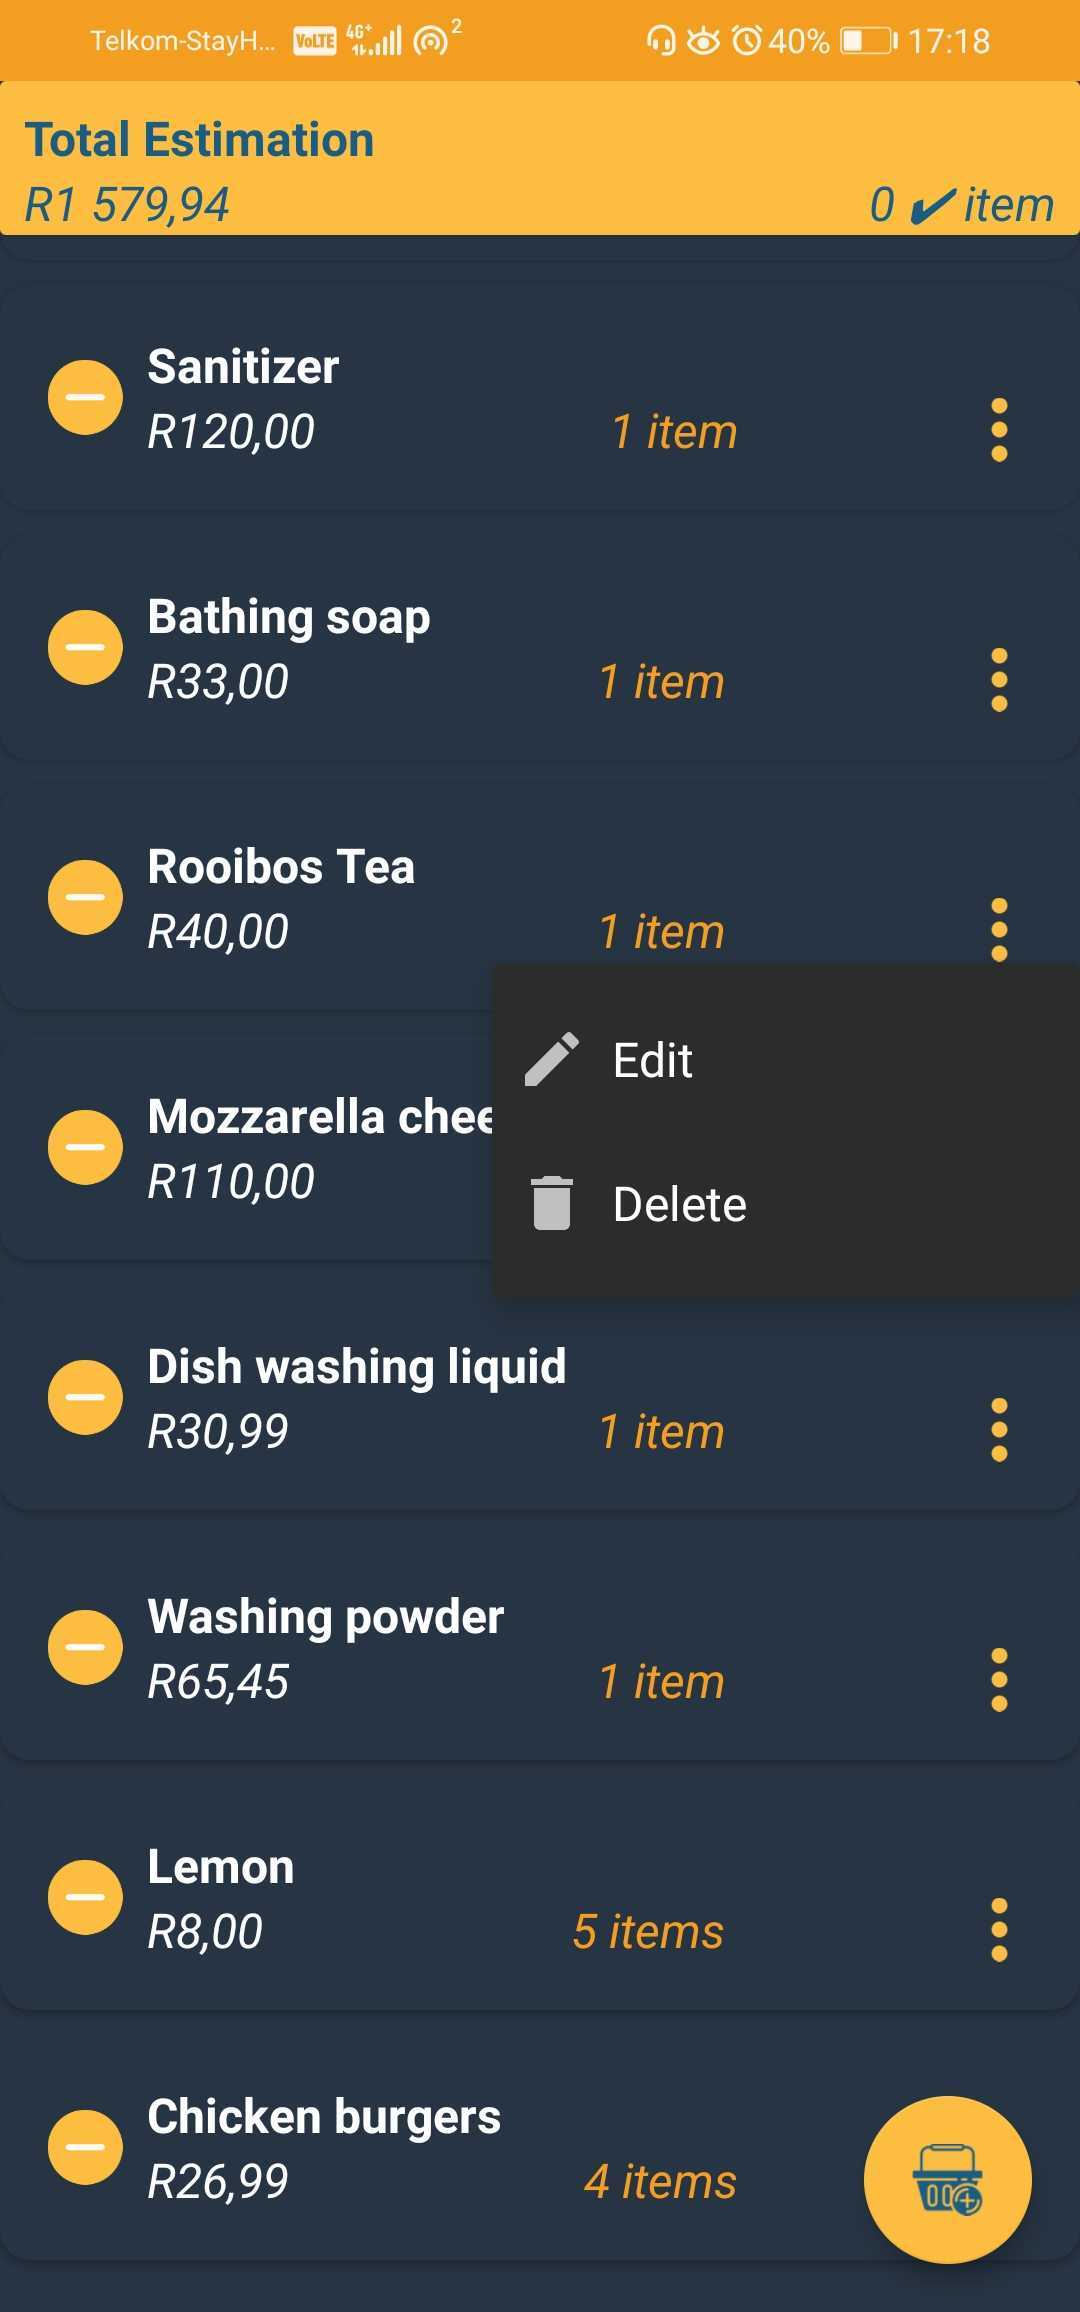 Telkom-StayH... VoLTE 4G+ 2 40% 17:18
Total Estimation
R1 579,94 0 ✔ item
Sanitizer
R120,00 1 item
Bathing soap
R33,00 1 item
Rooibos Tea
R40,00 1 item
Edit
Mozzarella chee
R110,00
Delete
Dish washing liquid
R30,99 1 item
Washing powder
R65,45 1 item
Lemon
R8,00 5 items
Chicken burgers
R26,99 4 items